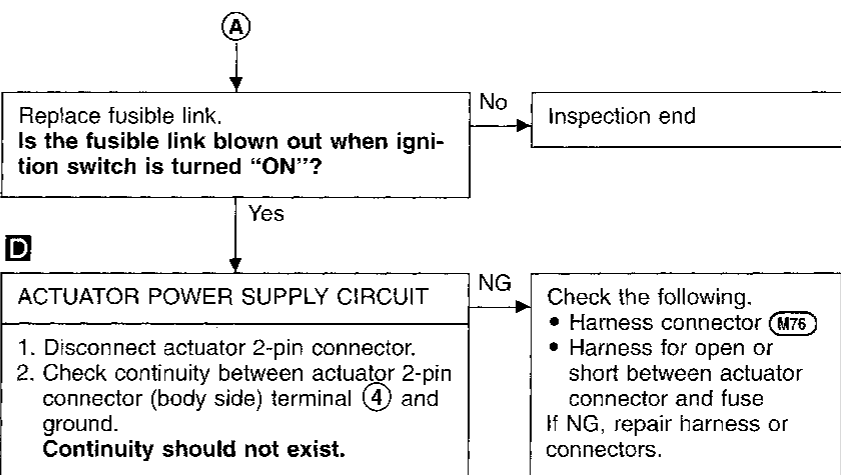 A
Replace fusible link.
Is the fusible link blown out when igni-
tion switch is turned “ON”?
No
Inspection end
Yes
D
ACTUATOR POWER SUPPLY CIRCUIT
1. Disconnect actuator 2-pin connector.
2. Check continuity between actuator 2-pin
connector (body side) terminal ④ and
ground.
Continuity should not exist.
NG
Check the following.
• Harness connector M76
• Harness for open or
short between actuator
connector and fuse
If NG, repair harness or
connectors.